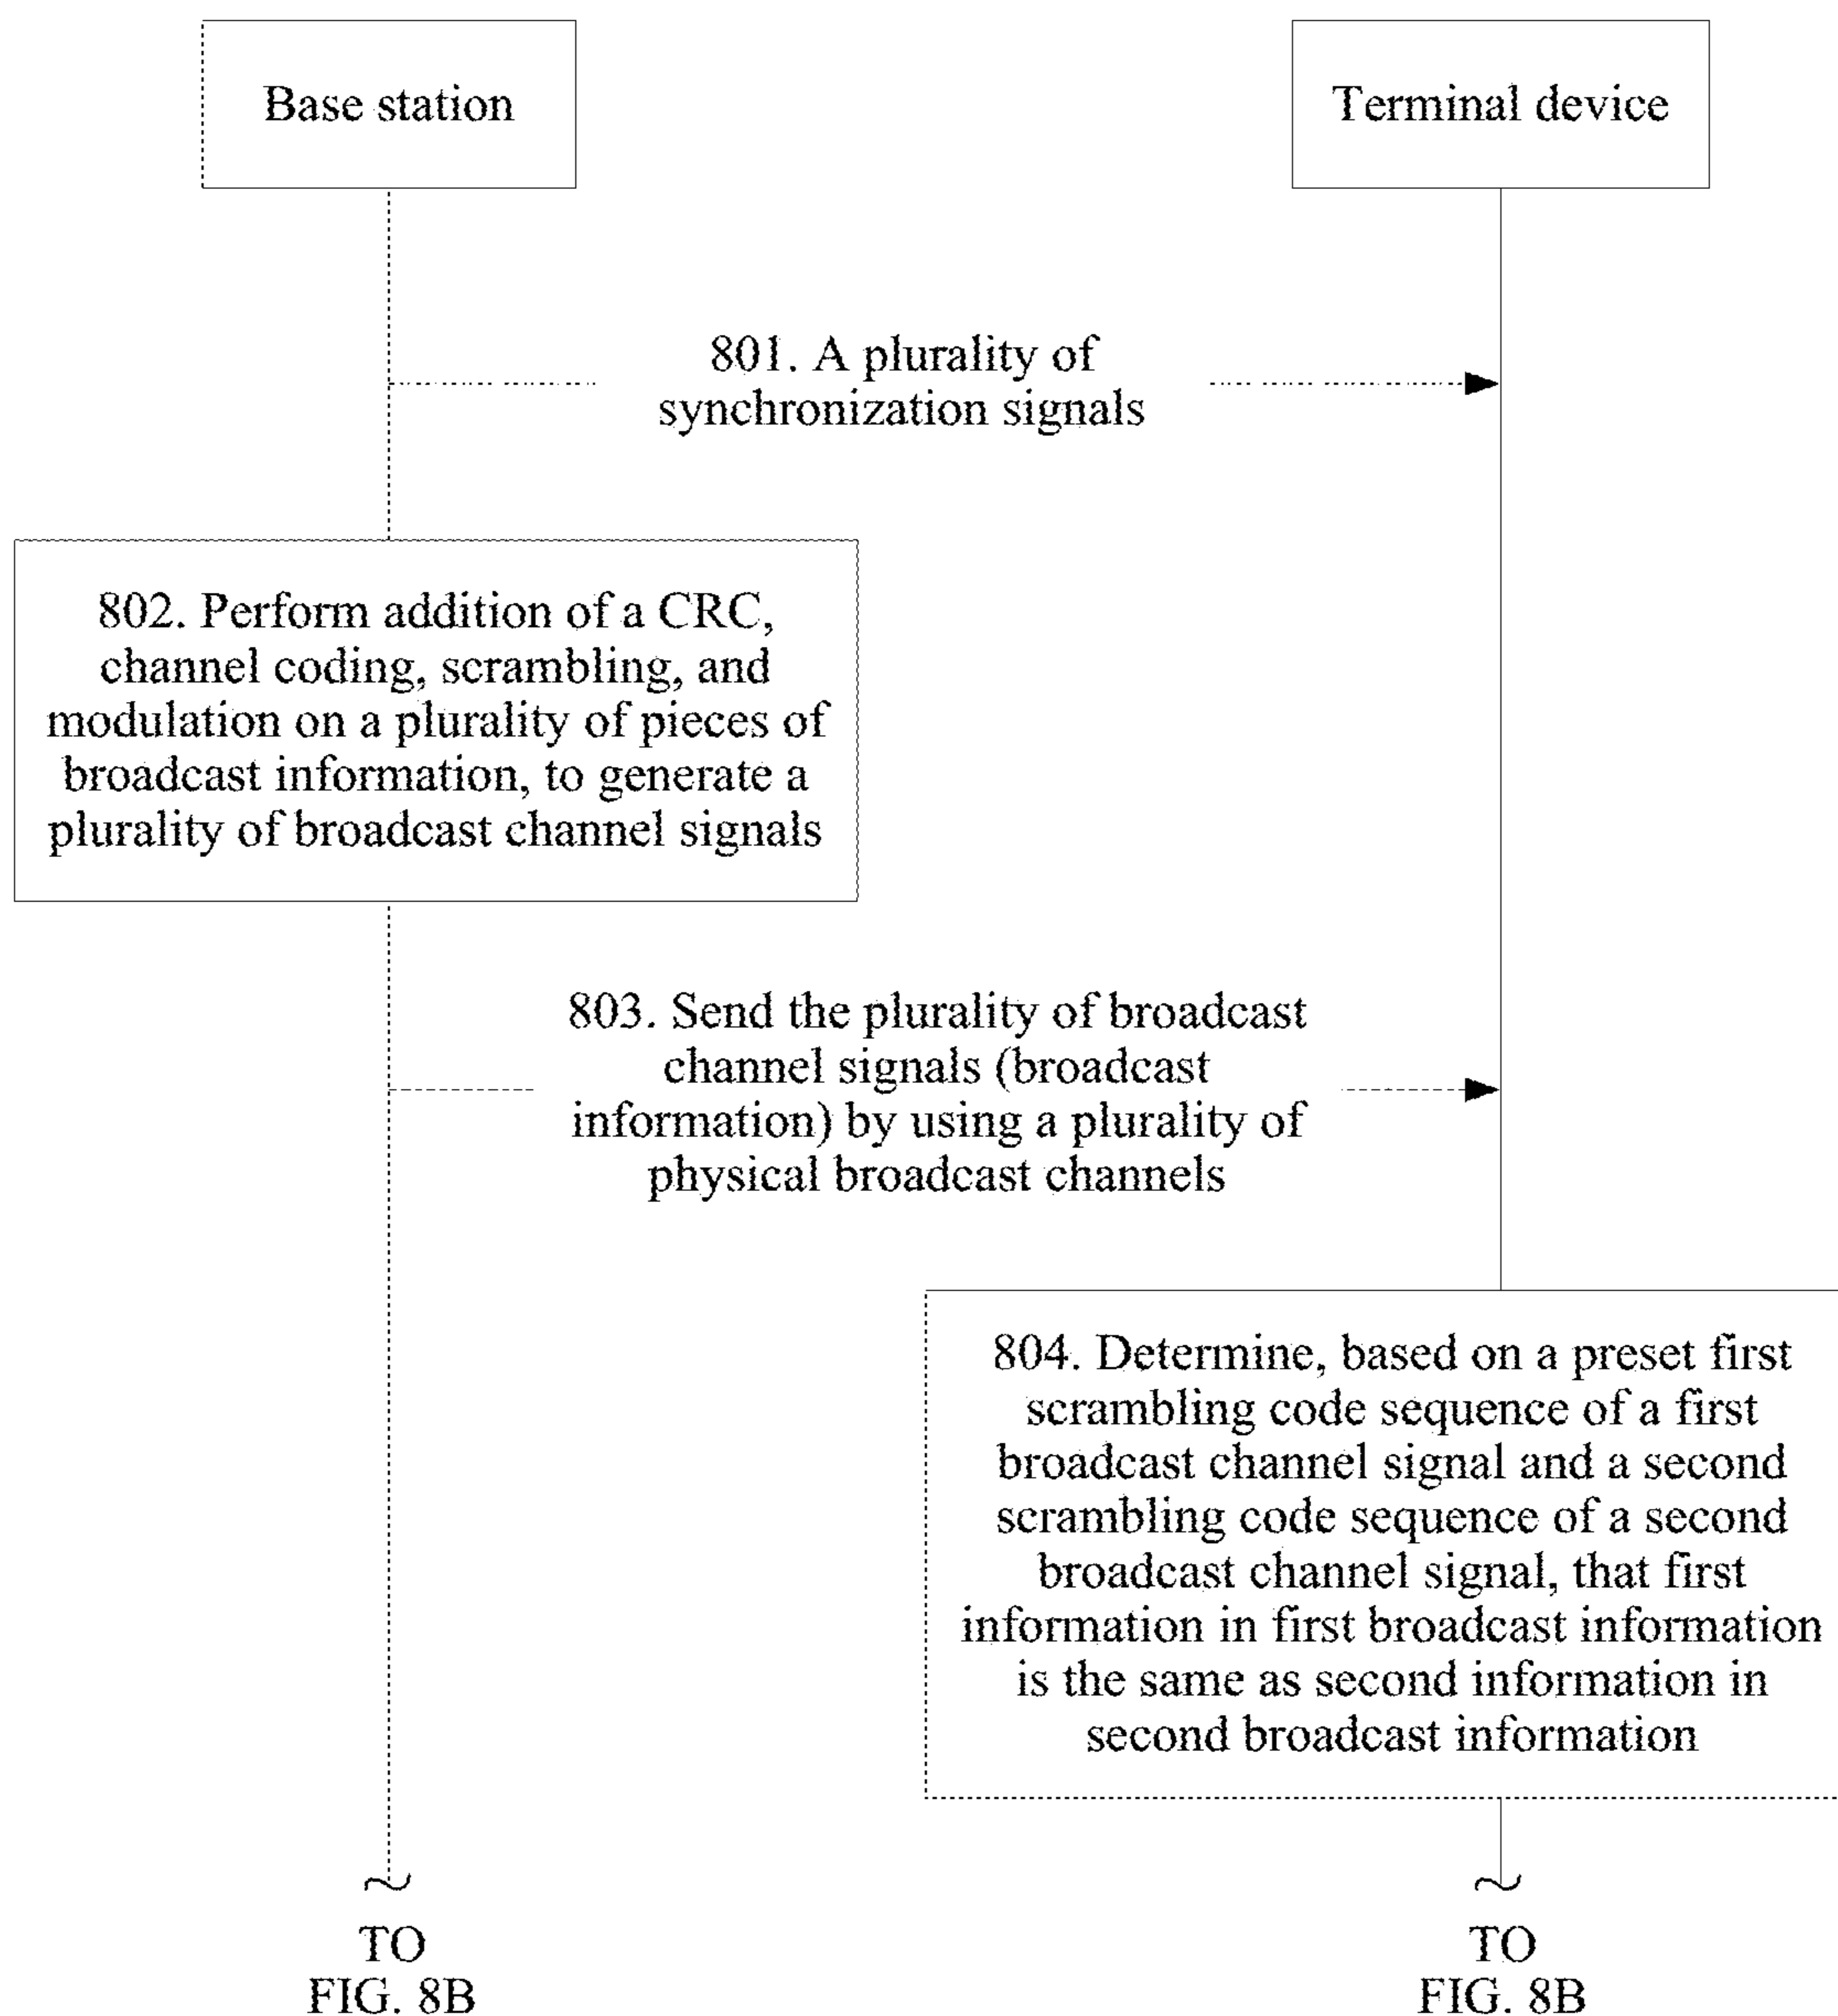 Base station
Terminal device
801. A plurality of
synchronization signals
802. Perform addition of a CRC,
channel coding, scrambling, and
modulation on a plurality of pieces of
broadcast information, to generate a
plurality of broadcast channel signals
803. Send the plurality of broadcast
channel signals (broadcast
information) by using a plurality of
physical broadcast channels
804. Determine, based on a preset first
scrambling code sequence of a first
broadcast channel signal and a second
scrambling code sequence of a second
broadcast channel signal, that first
information in first broadcast information
is the same as second information in
second broadcast information
TO
FIG. 8B
TO
FIG. 8B